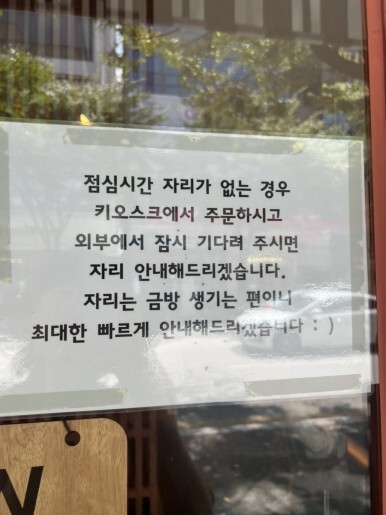 점심시간 자리가 없는 경우
키오스크에서 주문하시고
외부에서 잠시 기다려 주시면
자리 안내해드리겠습니다.
자리는 금방 생기는 편이니
최대한 빠르게 안내해드리겠습니다 : )